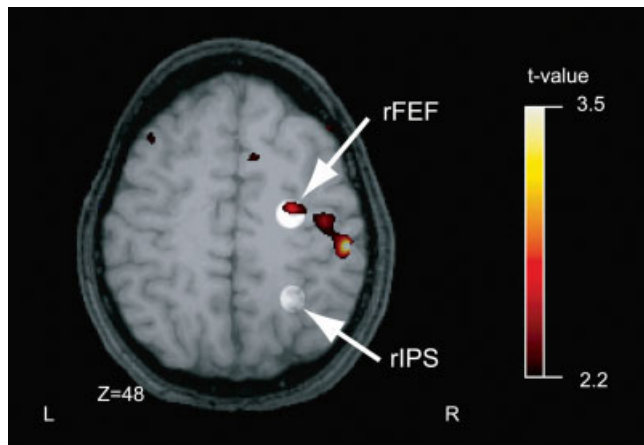 t-value
3.5
rFEF
rIPS
2.2
Z=48
L
R